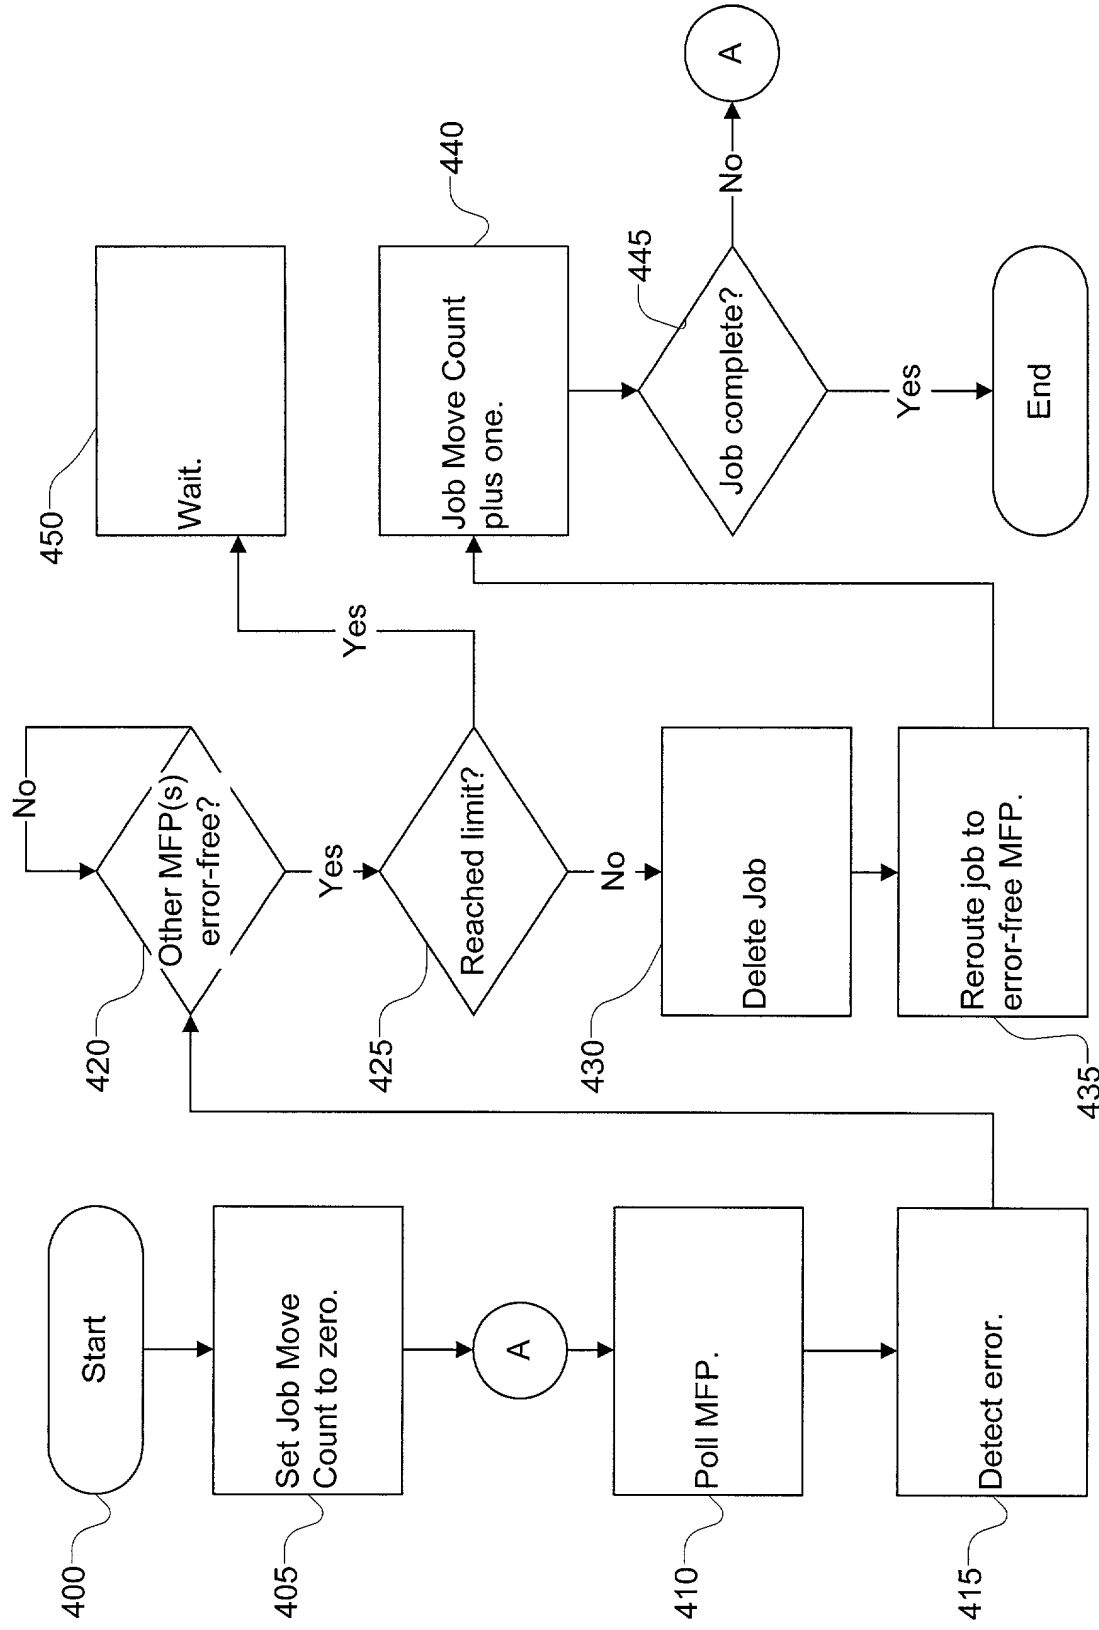 400
Start
405
Set Job Move
Count to zero.
A
410
Poll MFP.
415
Detect error.
420
Other MFP(s)
error-free?
No
Yes
425
Reached limit?
Yes
No
430
Delete Job
435
Reroute job to
error-free MFP.
450
Wait.
440
Job Move Count
plus one.
445
Job complete?
No
A
Yes
End